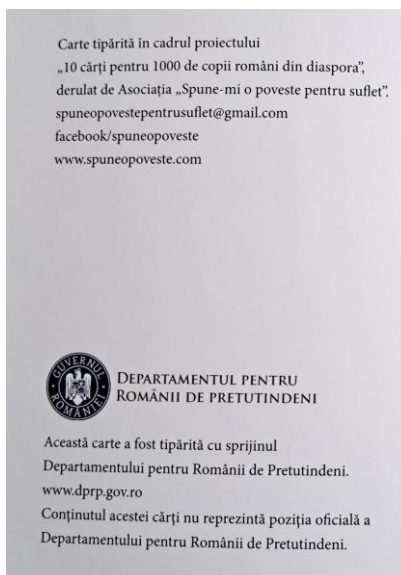 Carte tipărită în cadrul proiectului
„10 cărți pentru 1000 de copii români din diaspora”,
derulat de Asociația „Spune-mi o poveste pentru suflet”.
spuneopovestepentrusuflet@gmail.com
facebook/spuneopoveste
www.spuneopoveste.com
GUVERNUL ROMÂNIEI
DEPARTAMENTUL PENTRU
ROMÂNII DE PRETUTINDENI
Această carte a fost tipărită cu sprijinul
Departamentului pentru Românii de Pretutindeni.
www.dprp.gov.ro
Conținutul acestei cărți nu reprezintă poziția oficială a
Departamentului pentru Românii de Pretutindeni.